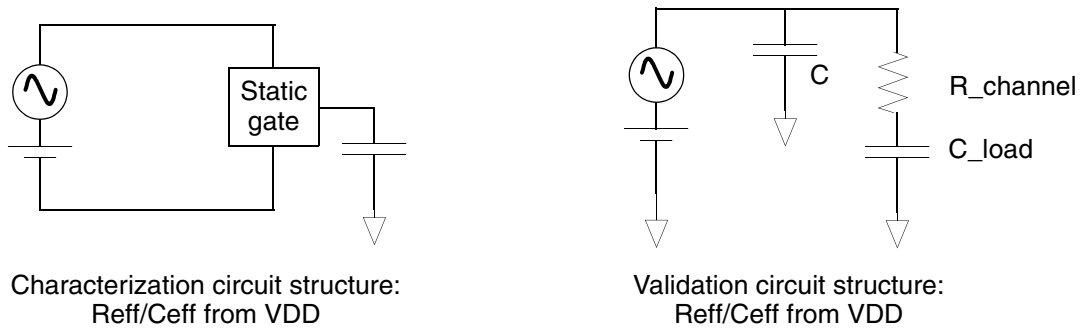 Static
gate
C
R_channel
C_load
Characterization circuit structure:
Reff/Ceff from VDD
Validation circuit structure:
Reff/Ceff from VDD